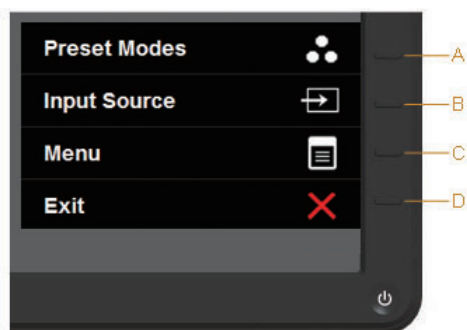 Preset Modes
A
Input Source
B
Menu
C
Exit
D